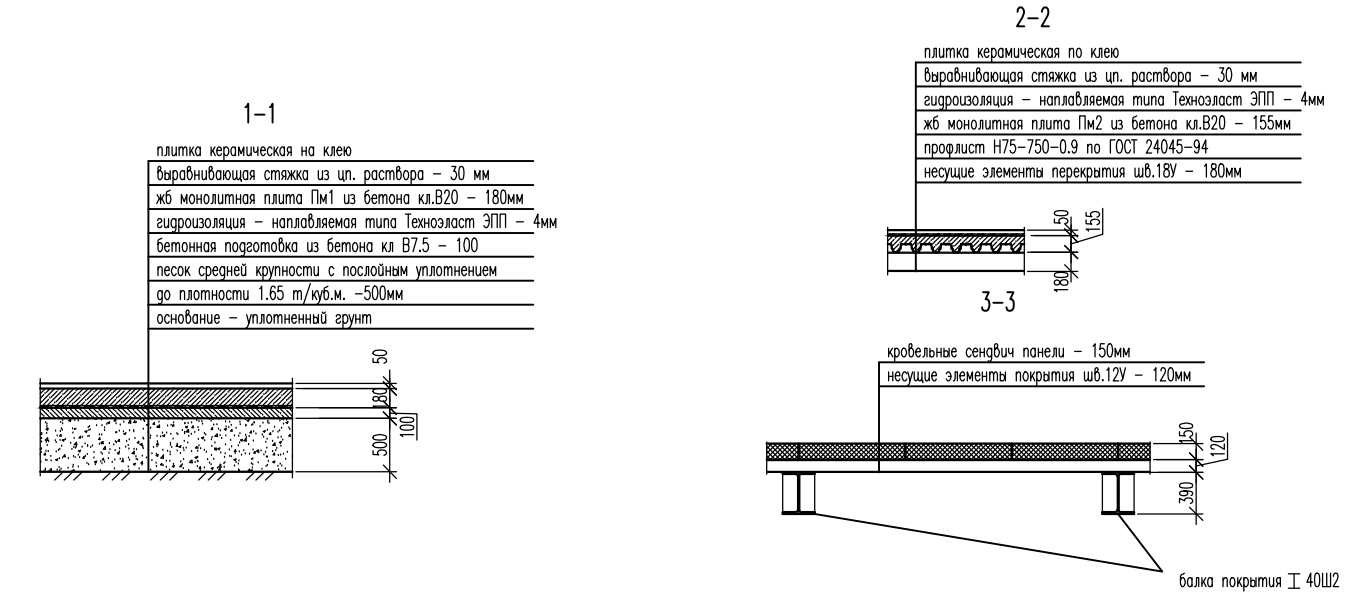 1-1
плитка керамическая на клею
выравнивающая стяжка из цп. раствора - 30 мм
жб монолитная плита Пм1 из бетона кл.В20 - 180мм
гидроизоляция - наплавляемая типа Техноэласт ЭПП - 4мм
бетонная подготовка из бетона кл В7.5 - 100
песок средней крупности с послойным уплотнением
до плотности 1.65 т/куб.м. -500мм
основание - уплотненный грунт
50
180
100
500
2-2
плитка керамическая по клею
выравнивающая стяжка из цп. раствора - 30 мм
гидроизоляция - наплавляемая типа Техноэласт ЭПП - 4мм
жб монолитная плита Пм2 из бетона кл.В20 - 155мм
профлист Н75-750-0.9 по ГОСТ 24045-94
несущие элементы перекрытия шв.18У - 180мм
50
155
180
3-3
кровельные сендвич панели - 150мм
несущие элементы покрытия шв.12У - 120мм
150
120
390
балка покрытия 40Ш2